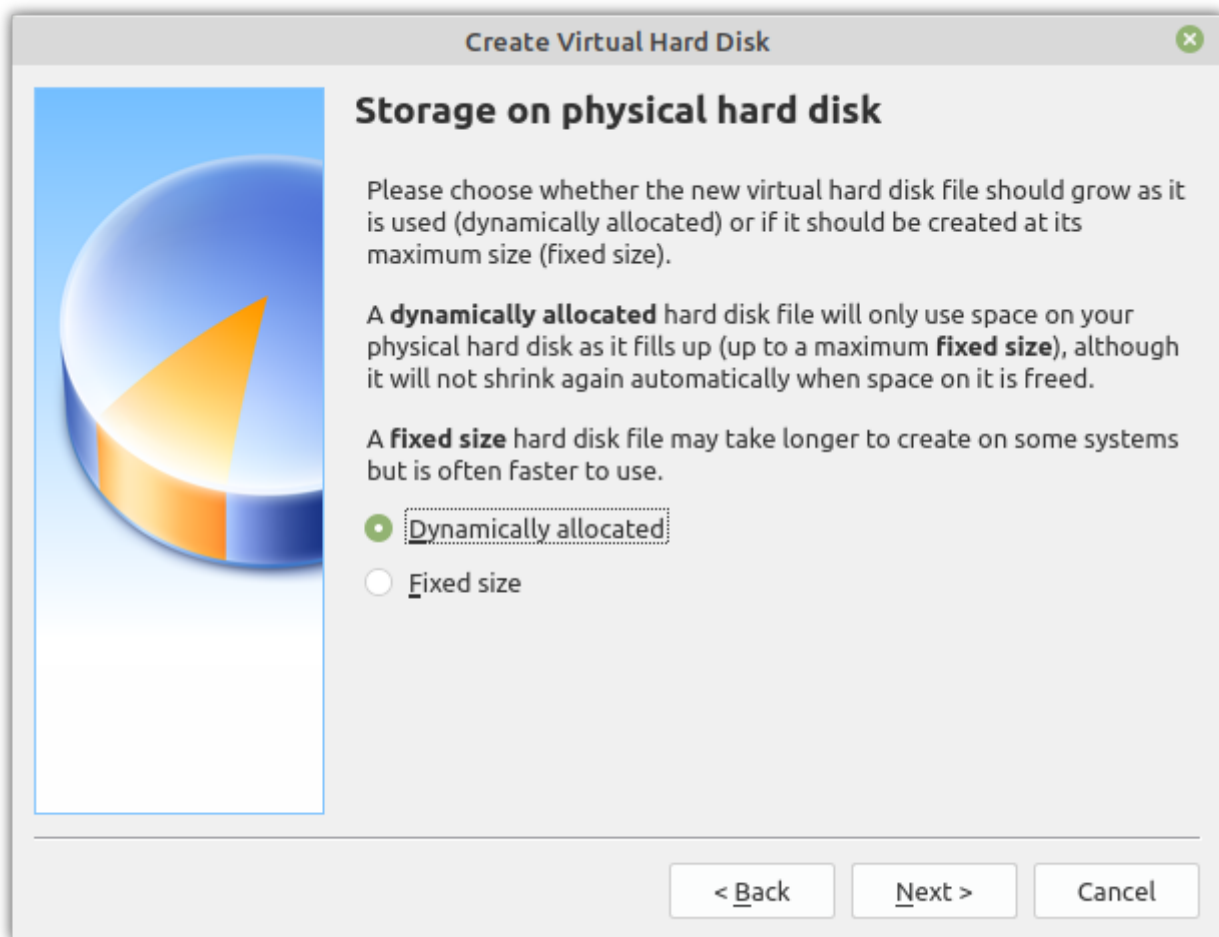 Create Virtual Hard Disk
Storage on physical hard disk
Please choose whether the new virtual hard disk file should grow as it
is used (dynamically allocated) or if it should be created at its
maximum size (fixed size).
A dynamically allocated hard disk file will only use space on your
physical hard disk as it fills up (up to a maximum fixed size), although
it will not shrink again automatically when space on it is freed.
A fixed size hard disk file may take longer to create on some systems
but is often faster to use.
Dynamically allocated
Fixed size
< Back
Next >
Cancel